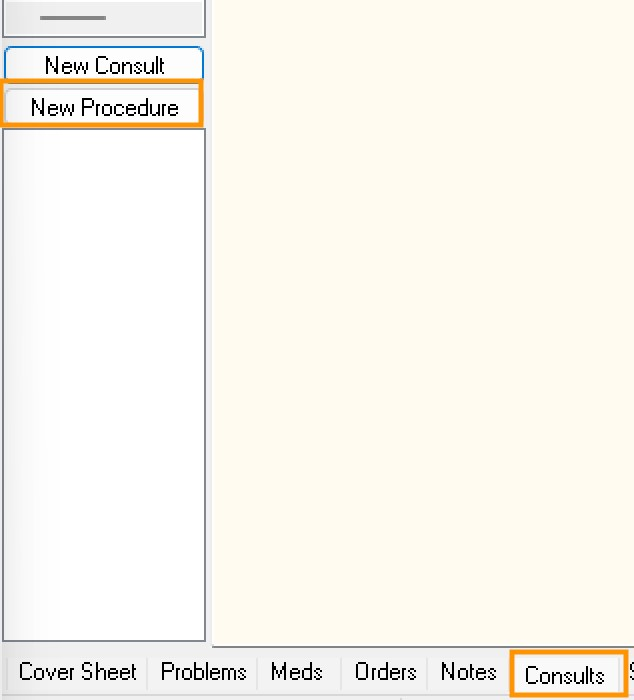 New Consult
New Procedure
Cover Sheet Problems Meds Orders Notes Consults